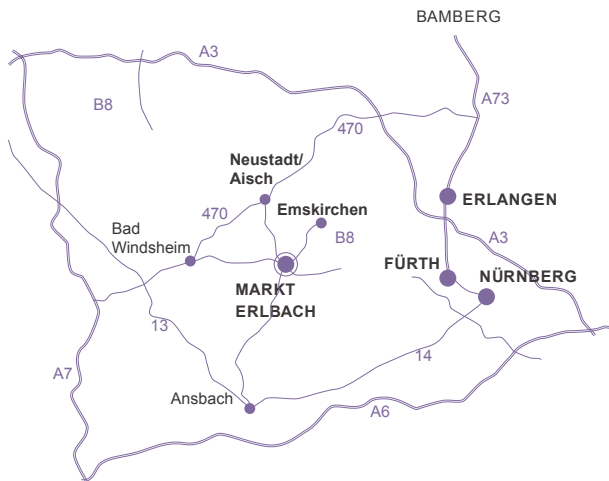 BAMBERG
A3
A73
B8
470
Neustadt/
Aisch
ERLANGEN
470
Emskirchen
Bad
Windsheim
B8
A3
FÜRTH
NÜRNBERG
MARKT
ERLBACH
13
14
A7
Ansbach
A6